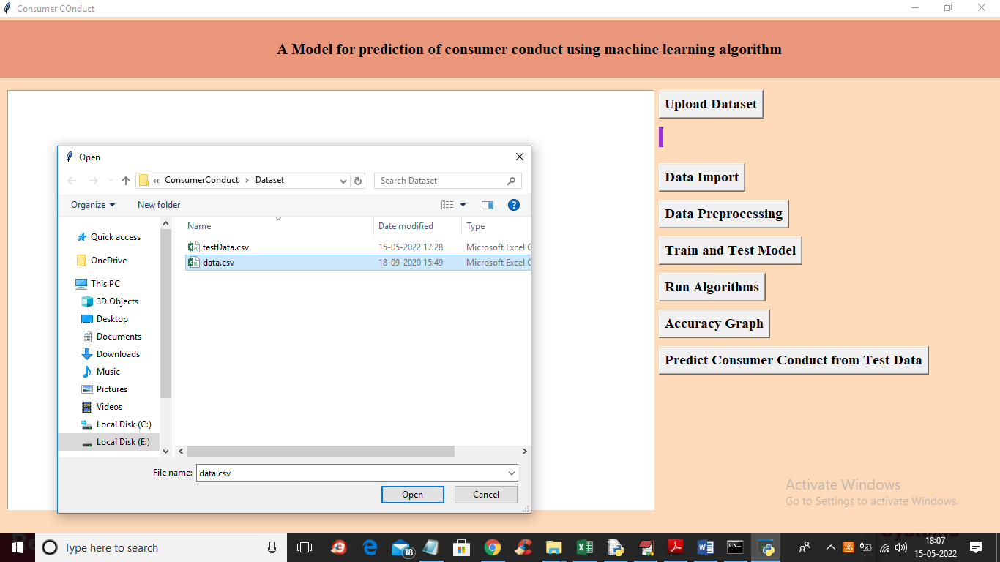 Consumer COnduct
A Model for prediction of consumer conduct using machine learning algorithm
Upload Dataset
Data Import
Data Preprocessing
Train and Test Model
Run Algorithms
Accuracy Graph
Predict Consumer Conduct from Test Data
Open
« ConsumerConduct › Dataset
Search Dataset
Organize
New folder
Name Date modified Type
testData.csv 15-05-2022 17:28 Microsoft Excel C
data.csv 18-09-2020 15:49 Microsoft Excel C
Quick access
OneDrive
This PC
3D Objects
Desktop
Documents
Downloads
Music
Pictures
Videos
Local Disk (C:)
Local Disk (E:)
File name: data.csv
Open Cancel
Activate Windows
Go to Settings to activate Windows.
Type here to search
18
18:07
15-05-2022